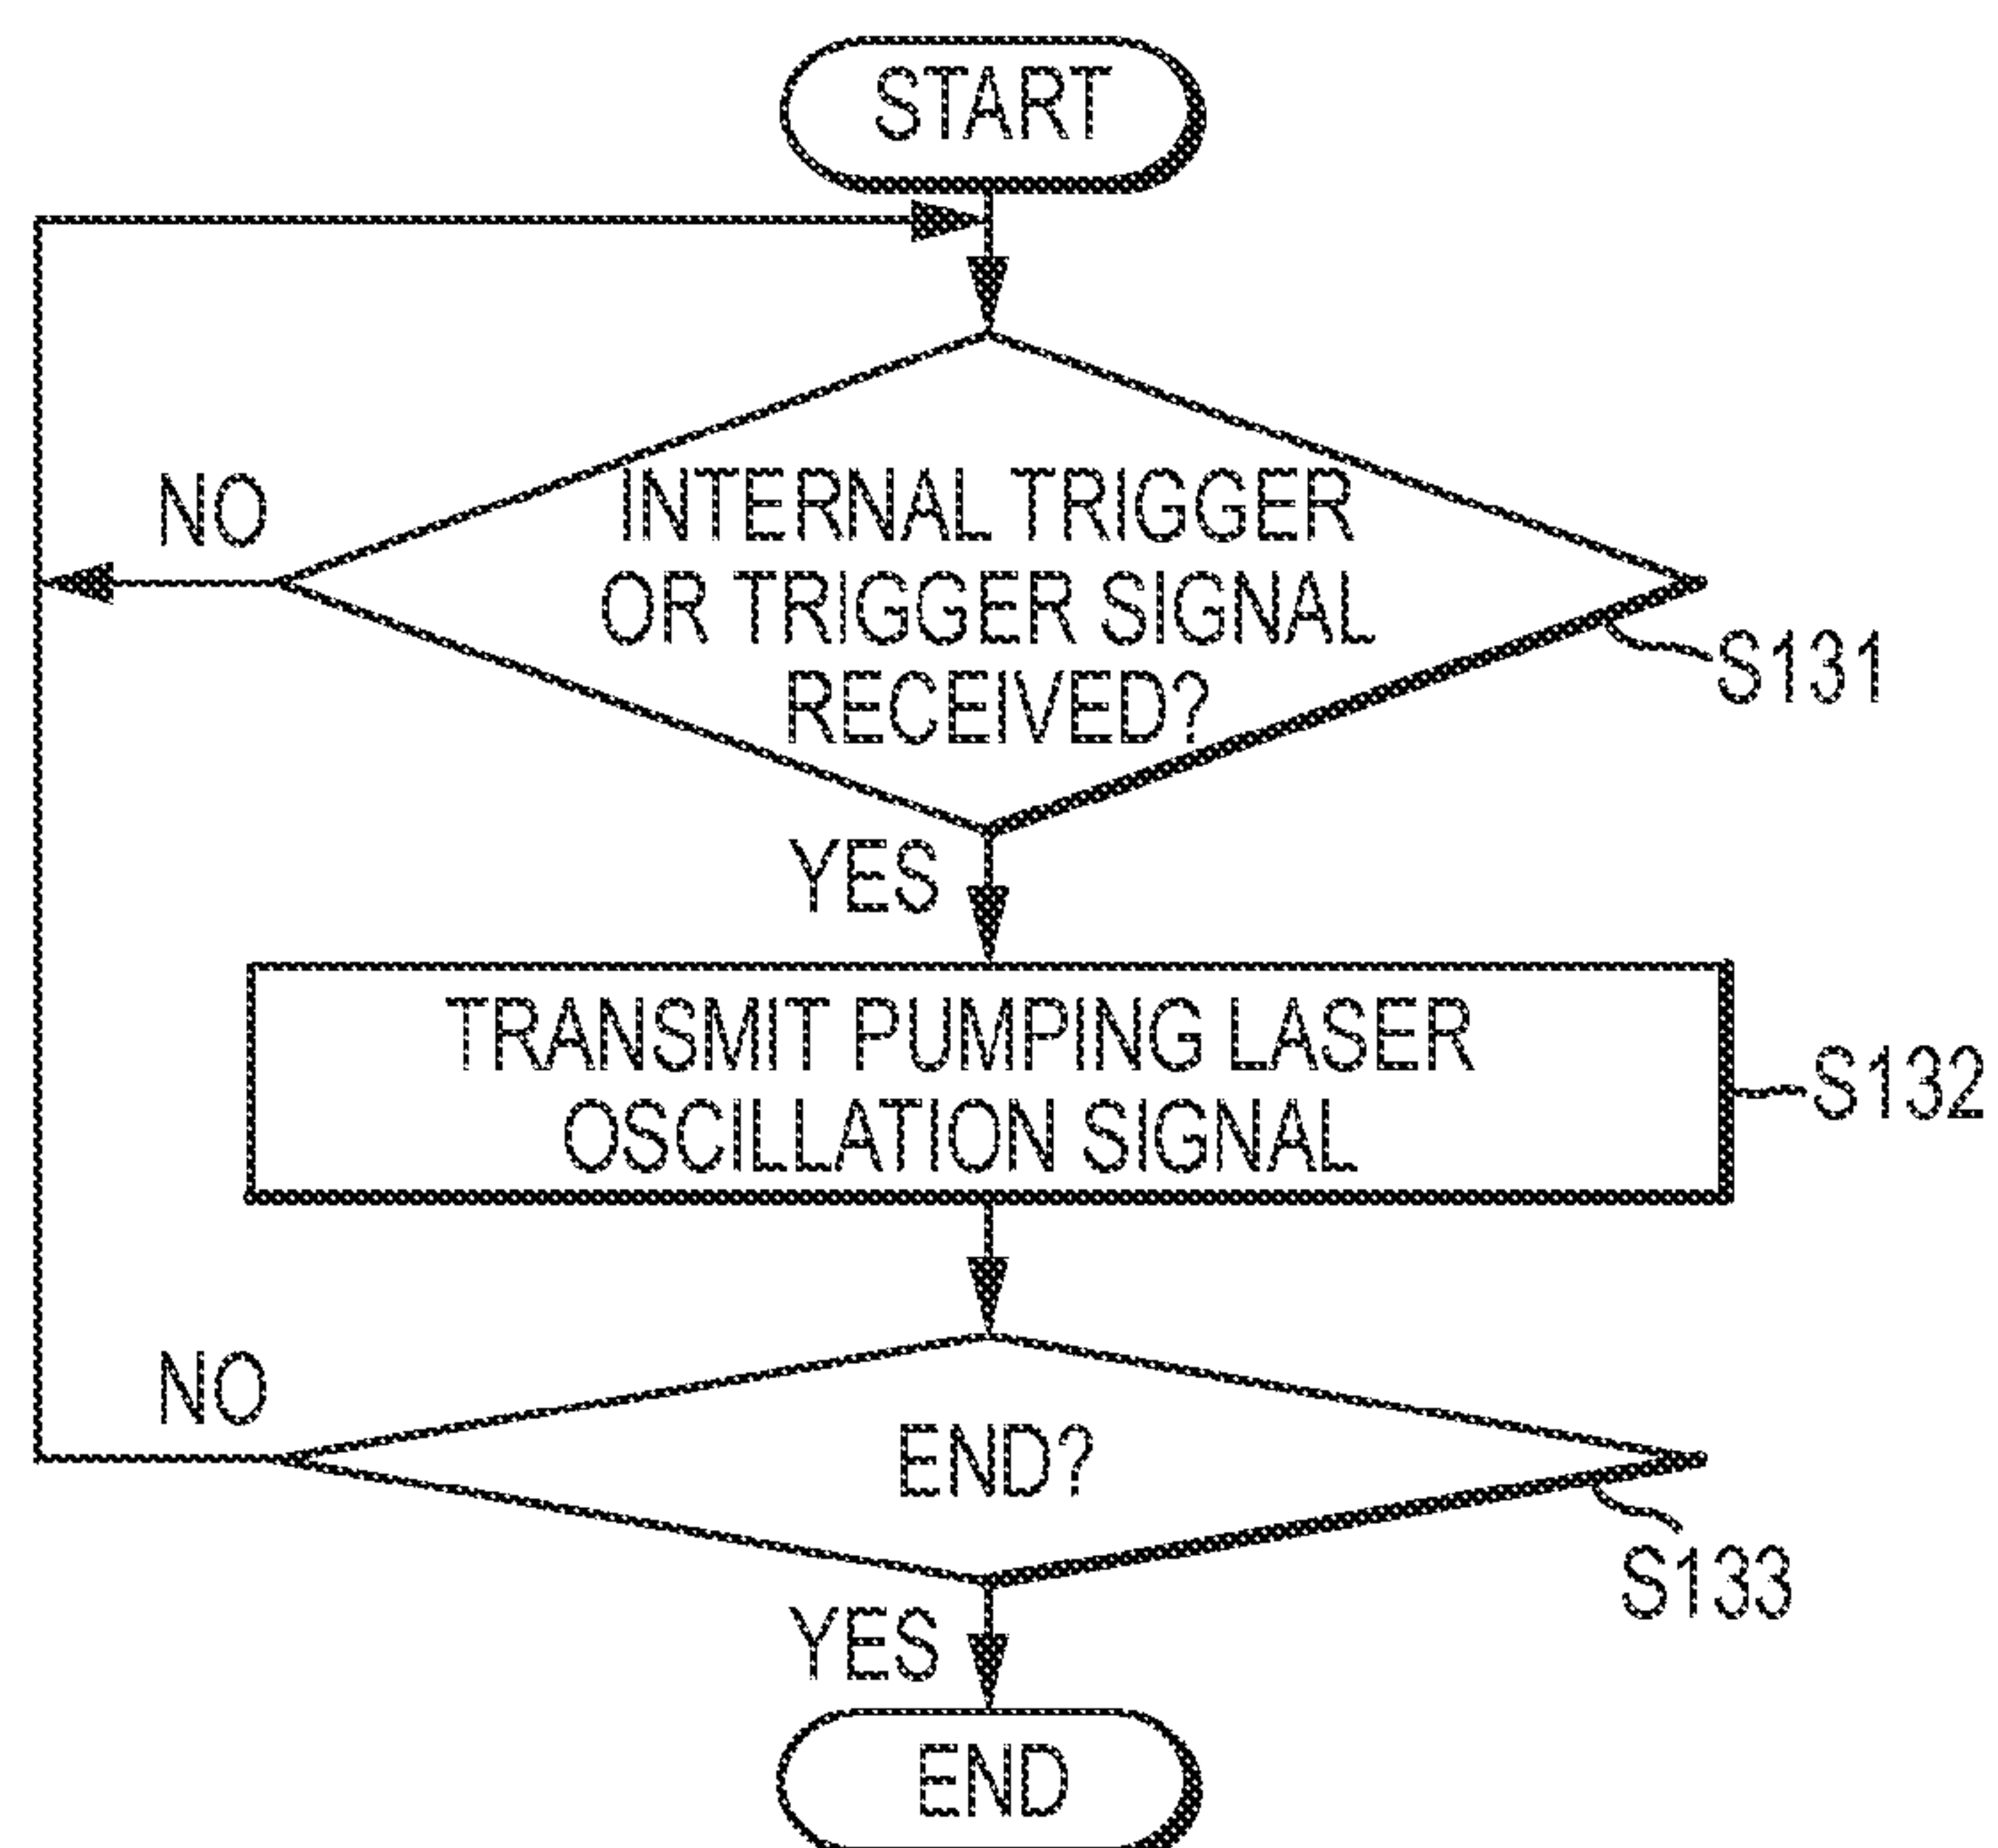 START
NO
INTERNAL TRIGGER
OR TRIGGER SIGNAL
RECEIVED?
S131
YES
TRANSMIT PUMPING LASER
OSCILLATION SIGNAL
S132
NO
END?
S133
YES
END